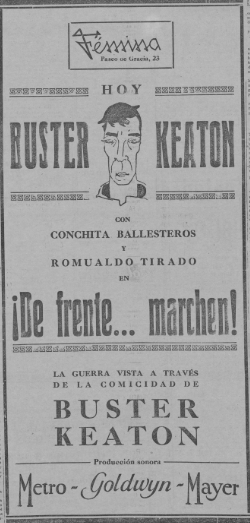 Fémina
Paseo de Gracia, 23
HOY
BUSTER KEATON
CON
CONCHITA BALLESTEROS
Y
ROMUALDO TIRADO
EN
¡De frente... marchen!
LA GUERRA VISTA A TRAVÉS
DE LA COMICIDAD DE
BUSTER
KEATON
Producción sonora
Metro-Goldwyn-Mayer